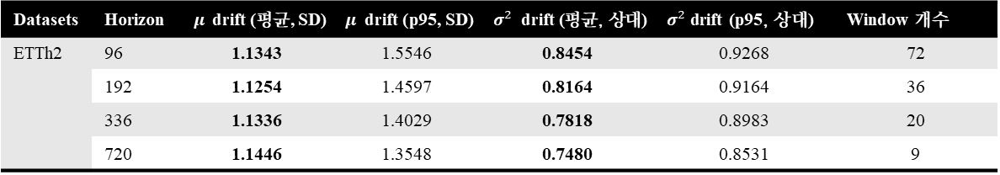 Datasets Horizon μ drift (평균, SD) μ drift (p95, SD) σ² drift (평균, 상대) σ² drift (p95, 상대) Window 개수
ETTh2 96 1.1343 1.5546 0.8454 0.9268 72
192 1.1254 1.4597 0.8164 0.9164 36
336 1.1336 1.4029 0.7818 0.8983 20
720 1.1446 1.3548 0.7480 0.8531 9